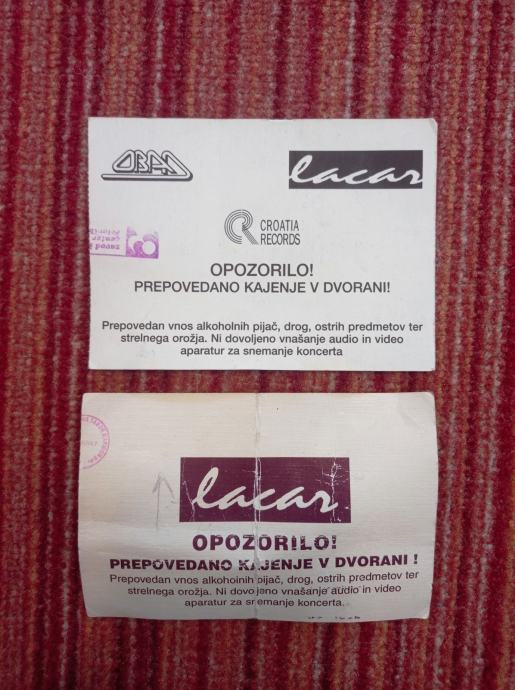 OBAD
lacar
CROATIA
RECORDS
OPOZORILO!
PREPOVEDANO KAJENJE V DVORANI!
Prepovedan vnos alkoholnih pijač, drog, ostrih predmetov ter
strelnega orožja. Ni dovoljeno vnašanje audio in video
aparatur za snemanje koncerta
lacar
OPOZORILO!
PREPOVEDANO KAJENJE V DVORANI !
Prepovedan vnos alkohoinih pijač, drog, ostrih predmetov ter
strelnega orožja. Ni dovoljeno vnašanje audio in video
aparatur za snemanje koncerta.